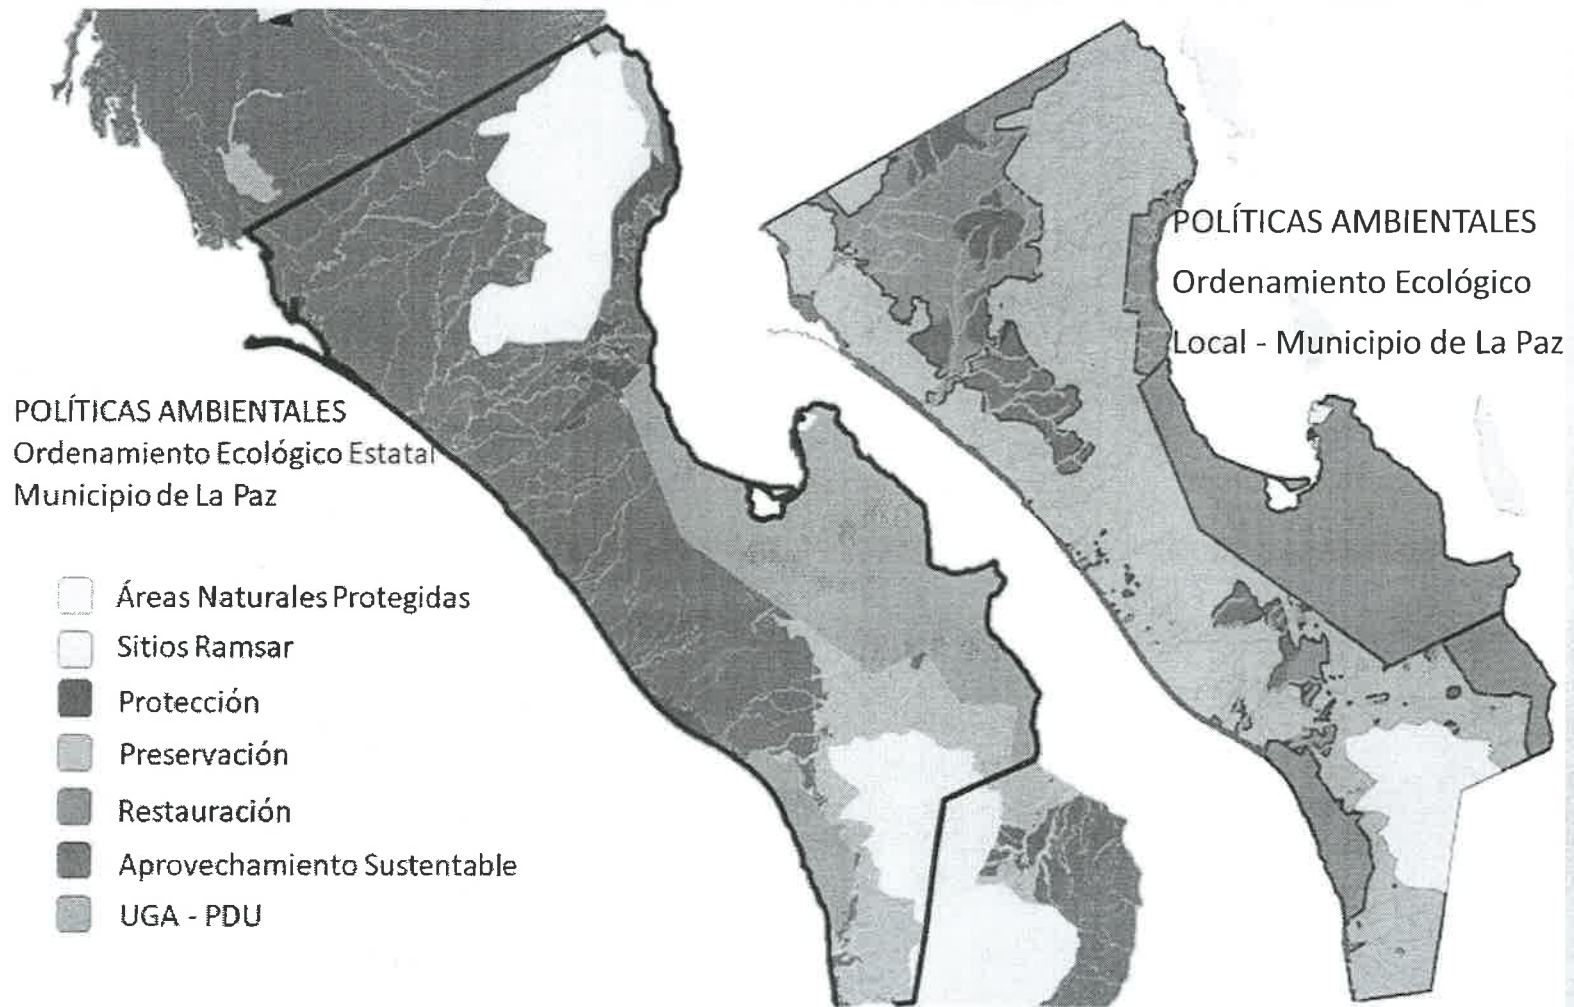 POLÍTICAS AMBIENTALES
Ordenamiento Ecológico Estatal
Municipio de La Paz
Áreas Naturales Protegidas
Sitios Ramsar
Protección
Preservación
Restauración
Aprovechamiento Sustentable
UGA - PDU
POLÍTICAS AMBIENTALES
Ordenamiento Ecológico
Local - Municipio de La Paz